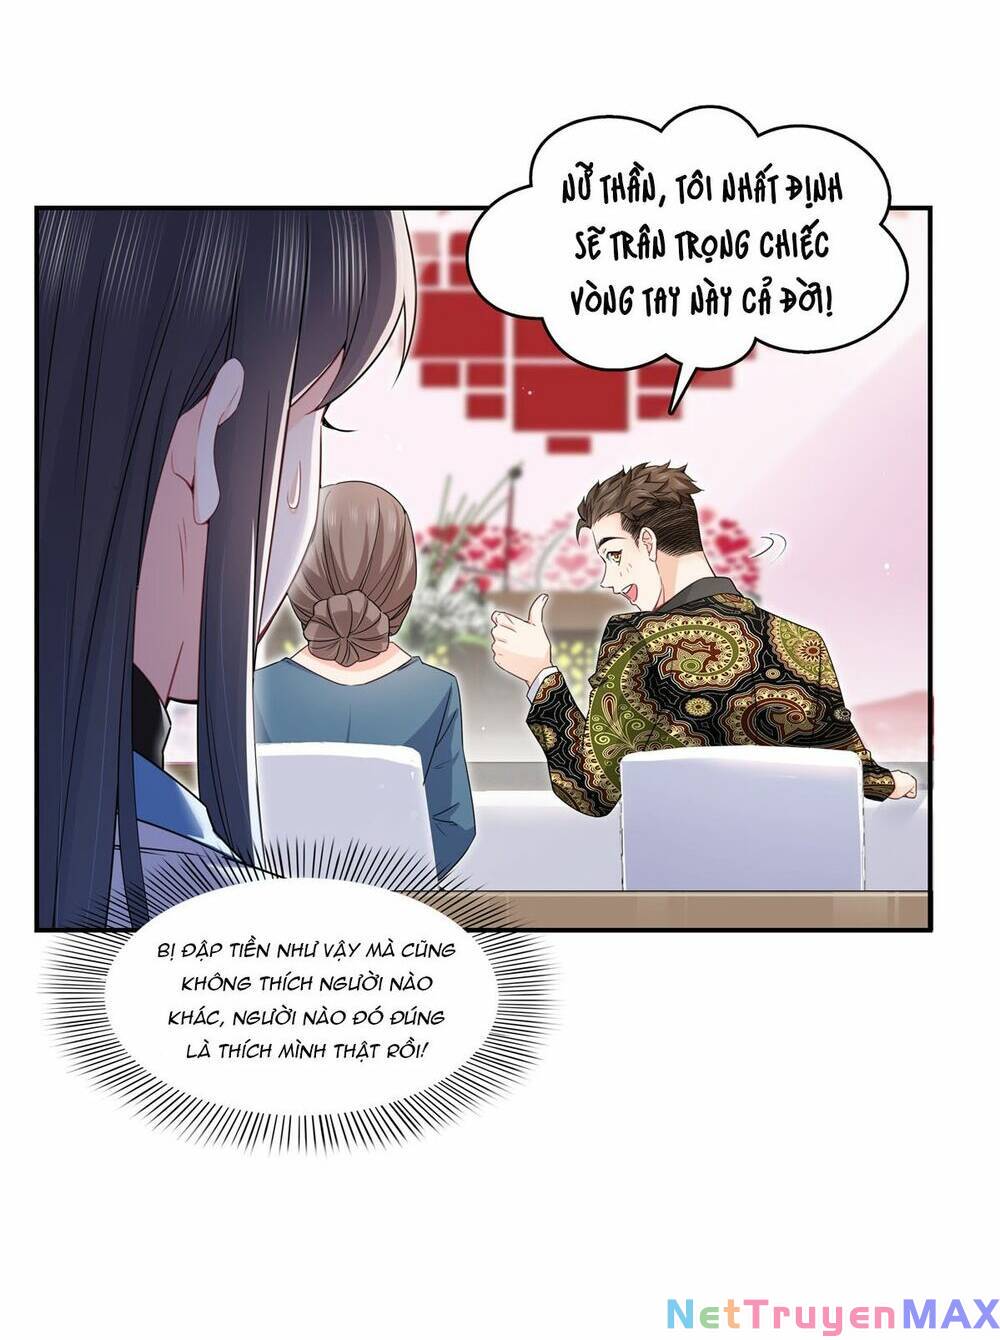 NỮ THẦN, TÔI NHẤT ĐỊNH
SẼ TRÂN TRỌNG CHIẾC
VÒNG TAY NÀY CẢ ĐỜI!
BỊ ĐẬP TIỀN NHƯ VẬY MÀ CŨNG
KHÔNG THÍCH NGƯỜI NÀO
KHÁC, NGƯỜI NÀO ĐÓ ĐÚNG
LÀ THÍCH MÌNH THẬT RỒI!
NETTRUYENMAX